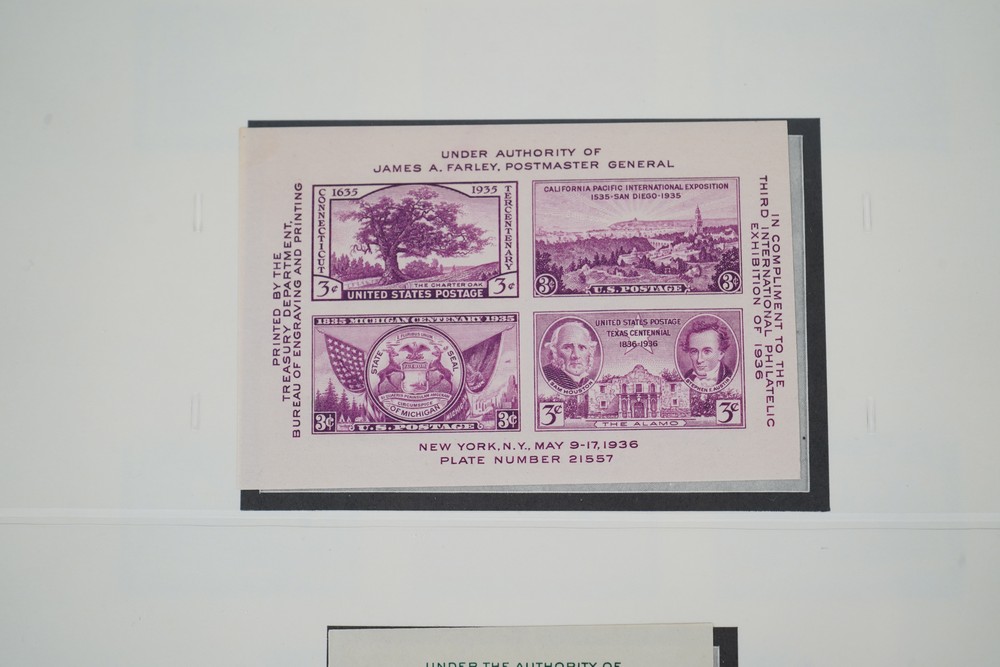 UNDER AUTHORITY OF
JAMES A. FARLEY, POSTMASTER GENERAL
PRINTED BY THE
TREASURY DEPARTMENT,
BUREAU OF ENGRAVING AND PRINTING
CONNECTICUT
1635
1935
TERCENTENARY
THE CHARTER OAK
3¢
3¢
UNITED STATES POSTAGE
CALIFORNIA PACIFIC INTERNATIONAL EXPOSITION
1535-SAN DIEGO-1935
3¢
3¢
U.S. POSTAGE
1835 MICHIGAN CENTENARY 1935
STATE
SEAL
E PLURIBUS UNUM
TUEBOR
CIRCUMSPICE
OF MICHIGAN
3¢
3¢
U.S. POSTAGE
UNITED STATES POSTAGE
TEXAS CENTENNIAL
1836-1936
SAM HOUSTON
STEPHEN F. AUSTIN
3¢
3¢
THE ALAMO
IN COMPLIMENT TO THE
THIRD INTERNATIONAL PHILATELIC
EXHIBITION OF 1936
NEW YORK, N.Y., MAY 9-17, 1936
PLATE NUMBER 21557
UNDER THE AUTHORITY OF